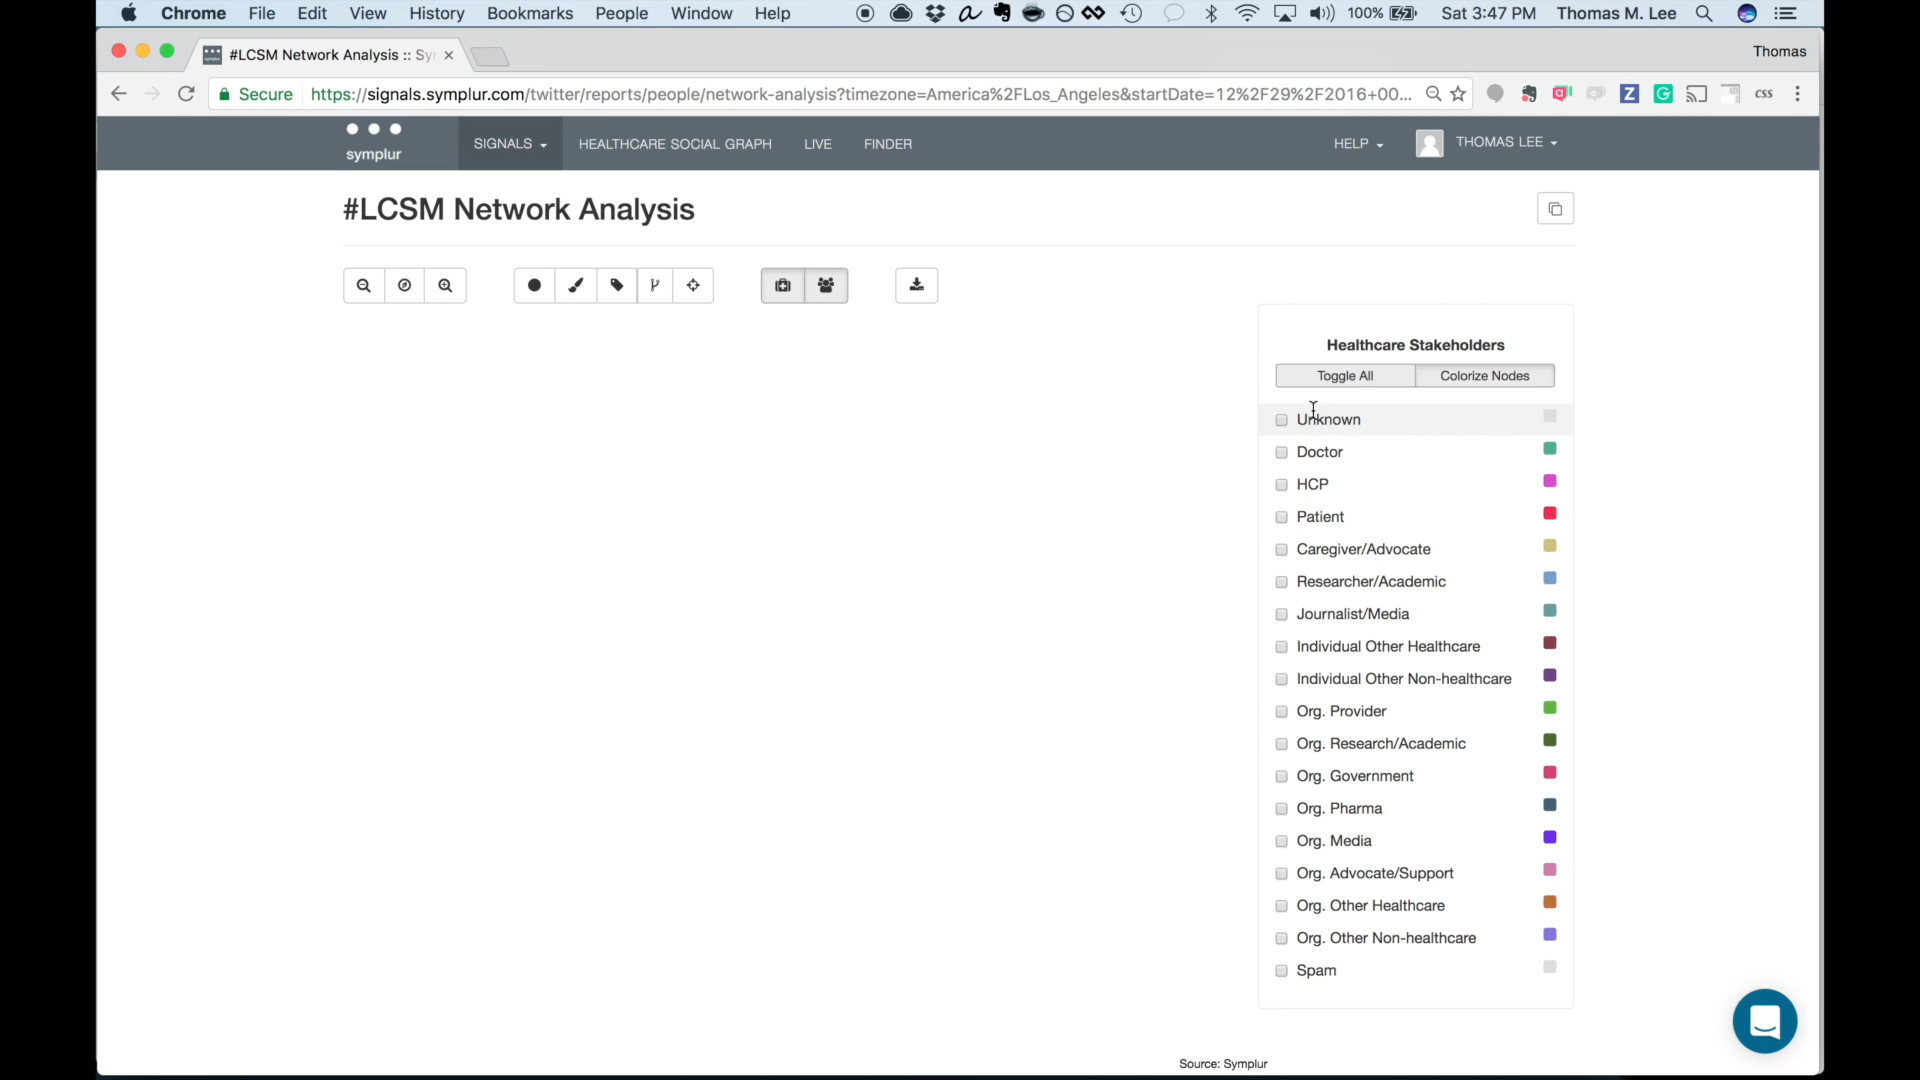 Chrome File Edit View History Bookmarks People Window Help 100% Sat 3:47 PM Thomas M. Lee
#LCSM Network Analysis :: Sy
Thomas
Secure https://signals.symplur.com/twitter/reports/people/network-analysis?timezone=America%2FLos_Angeles&startDate=12%2F29%2F2016+00... Z G css
symplur SIGNALS HEALTHCARE SOCIAL GRAPH LIVE FINDER HELP THOMAS LEE
#LCSM Network Analysis
Healthcare Stakeholders
Toggle All Colorize Nodes
Unknown
Doctor
HCP
Patient
Caregiver/Advocate
Researcher/Academic
Journalist/Media
Individual Other Healthcare
Individual Other Non-healthcare
Org. Provider
Org. Research/Academic
Org. Government
Org. Pharma
Org. Media
Org. Advocate/Support
Org. Other Healthcare
Org. Other Non-healthcare
Spam
Source: Symplur